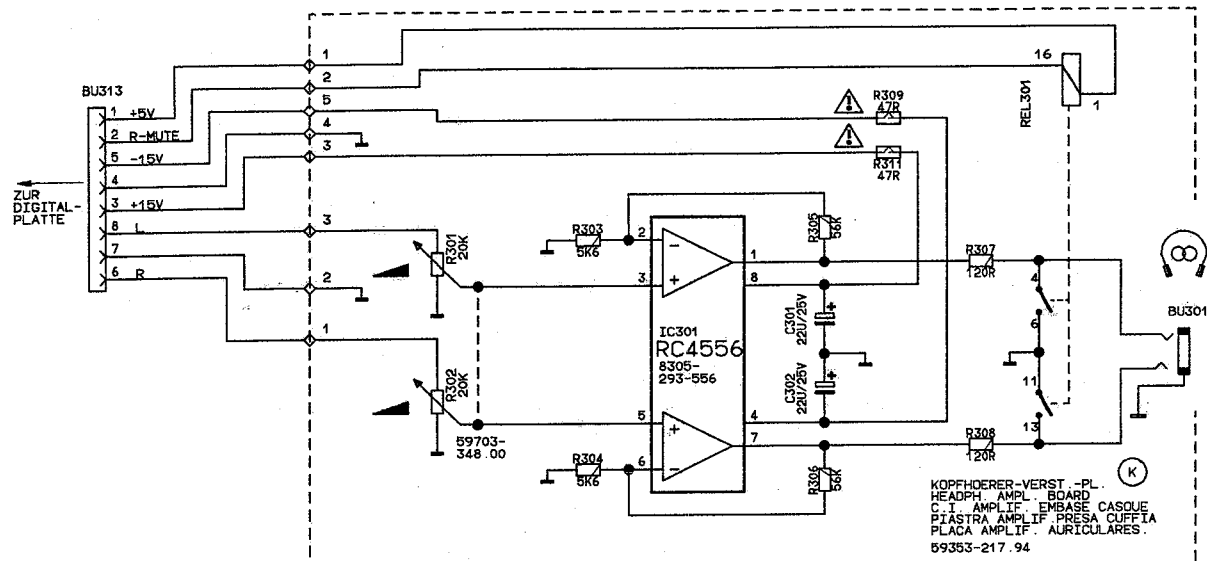 BU313
1 +5V
2 R-MUTE
5 -15V
4
3 +15V
8 L
7
6 R
ZUR
DIGITAL-
PLATTE
1
2
5
4
3
3
2
1
16
1
REL301
R309
47R
R311
47R
R301
20K
R302
20K
59703-
348.00
R303
5K6
R304
5K6
R305
56K
R306
56K
2
3
5
6
1
8
4
7
IC301
RC4556
8305-
293-556
C301
22U/25V
C302
22U/25V
R307
120R
R308
120R
4
6
11
13
BU301
K
KOPFHOERER-VERST.-PL.
HEADPH. AMPL. BOARD
C.I. AMPLIF. EMBASE CASQUE
PIASTRA AMPLIF.PRESA CUFFIA
PLACA AMPLIF. AURICULARES.
59353-217.94